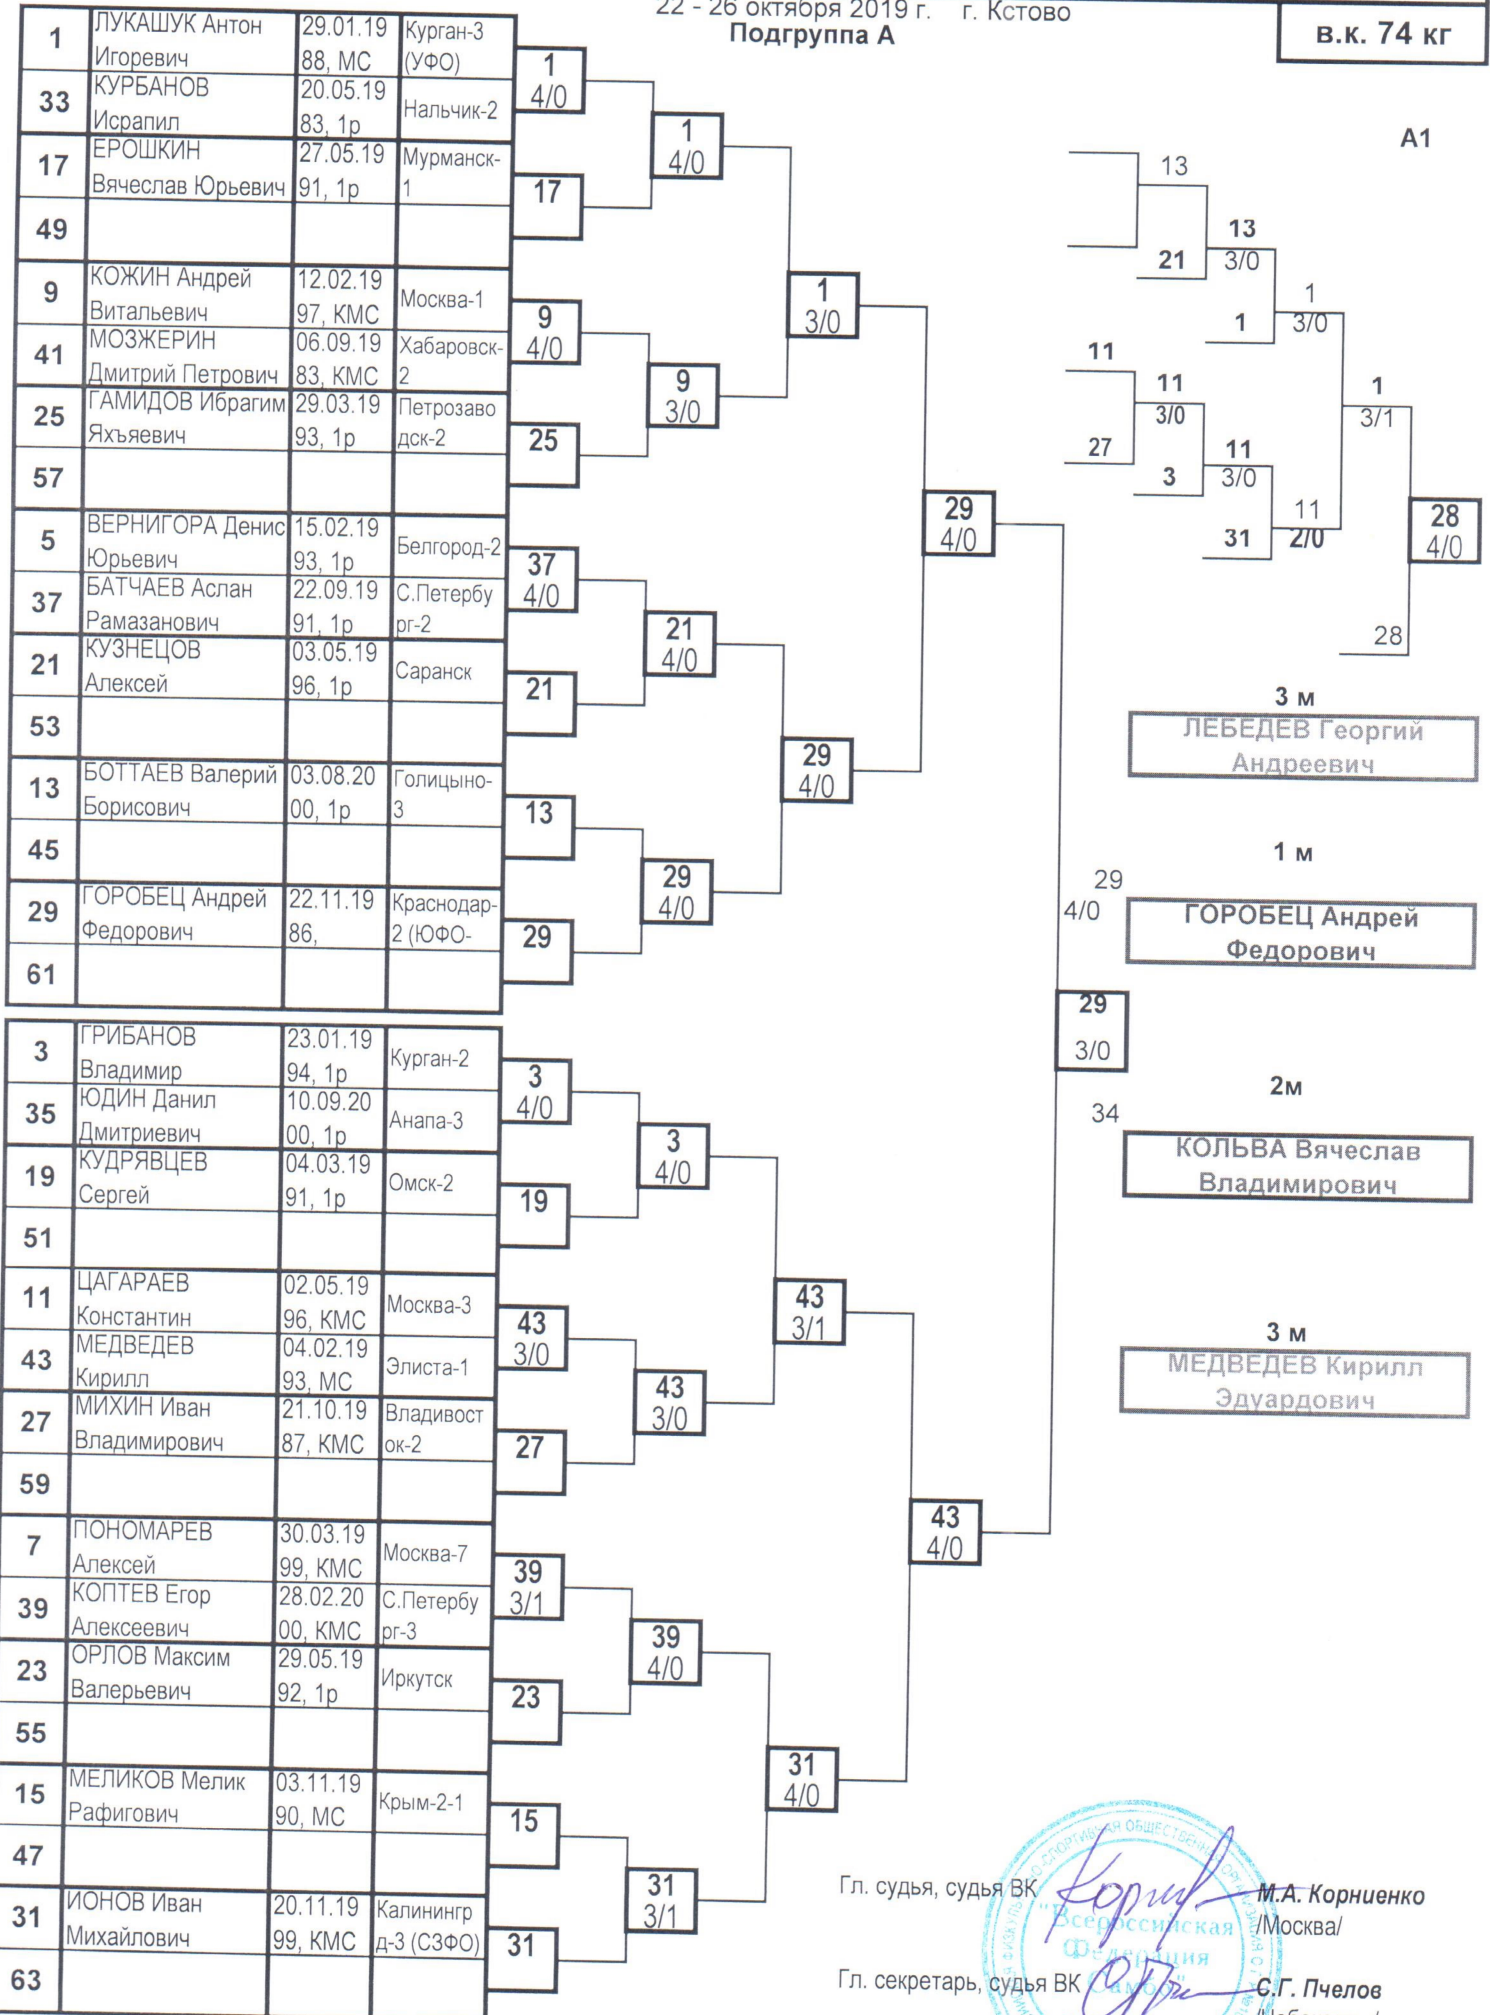 22 - 26 октября 2019 г. г. Кстово
Подгруппа А
в.к. 74 кг
1 ЛУКАШУК Антон 29.01.19 Курган-3
Игоревич 88, МС (УФО)
33 КУРБАНОВ 20.05.19 Нальчик-2
Исрапил 83, 1р
17 ЕРОШКИН 27.05.19 Мурманск-
Вячеслав Юрьевич 91, 1р 1
49
9 КОЖИН Андрей 12.02.19 Москва-1
Витальевич 97, КМС
41 МОЗЖЕРИН 06.09.19 Хабаровск-
Дмитрий Петрович 83, КМС 2
25 ГАМИДОВ Ибрагим 29.03.19 Петрозаво
Яхъяевич 93, 1р дск-2
57
5 ВЕРНИГОРА Денис 15.02.19 Белгород-2
Юрьевич 93, 1р
37 БАТЧАЕВ Аслан 22.09.19 С.Петербу
Рамазанович 91, 1р рг-2
21 КУЗНЕЦОВ 03.05.19 Саранск
Алексей 96, 1р
53
13 БОТТАЕВ Валерий 03.08.20 Голицыно-
Борисович 00, 1р 3
45
29 ГОРОБЕЦ Андрей 22.11.19 Краснодар-
Федорович 86, 2 (ЮФО-
61
3 ГРИБАНОВ 23.01.19 Курган-2
Владимир 94, 1р
35 ЮДИН Данил 10.09.20 Анапа-3
Дмитриевич 00, 1р
19 КУДРЯВЦЕВ 04.03.19 Омск-2
Сергей 91, 1р
51
11 ЦАГАРАЕВ 02.05.19 Москва-3
Константин 96, КМС
43 МЕДВЕДЕВ 04.02.19 Элиста-1
Кирилл 93, МС
27 МИХИН Иван 21.10.19 Владивост
Владимирович 87, КМС ок-2
59
7 ПОНОМАРЕВ 30.03.19 Москва-7
Алексей 99, КМС
39 КОПТЕВ Егор 28.02.20 С.Петербу
Алексеевич 00, КМС рг-3
23 ОРЛОВ Максим 29.05.19 Иркутск
Валерьевич 92, 1р
55
15 МЕЛИКОВ Мелик 03.11.19 Крым-2-1
Рафигович 90, МС
47
31 ИОНОВ Иван 20.11.19 Калинингр
Михайлович 99, КМС д-3 (СЗФО)
63
1
4/0
17
9
4/0
25
37
4/0
21
13
29
3
4/0
19
43
3/0
27
39
3/1
23
15
31
1
4/0
9
3/0
21
4/0
29
4/0
3
4/0
43
3/0
39
4/0
31
3/1
1
3/0
29
4/0
43
3/1
31
4/0
29
4/0
43
4/0
29
3/0
А1
13
21
13
3/0
1
1
3/0
11
27
11
3/0
3
11
3/0
31
11
2/0
1
3/1
28
28
4/0
3 м
ЛЕБЕДЕВ Георгий
Андреевич
1 м
29
4/0
ГОРОБЕЦ Андрей
Федорович
2м
34
КОЛЬВА Вячеслав
Владимирович
3 м
МЕДВЕДЕВ Кирилл
Эдуардович
Гл. судья, судья ВК
М.А. Корниенко
/Москва/
"Всероссийская
Федерация
Самбо"
Гл. секретарь, судья ВК
С.Г. Пчелов